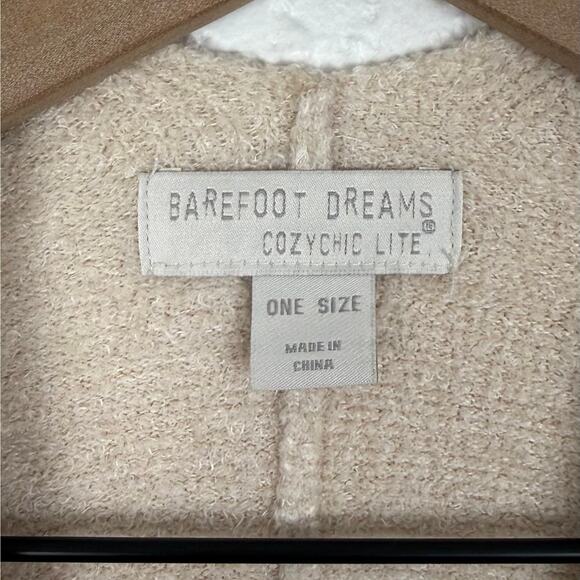 BAREFOOT DREAMS
COZYCHIC LITE®
ONE SIZE
MADE IN
CHINA